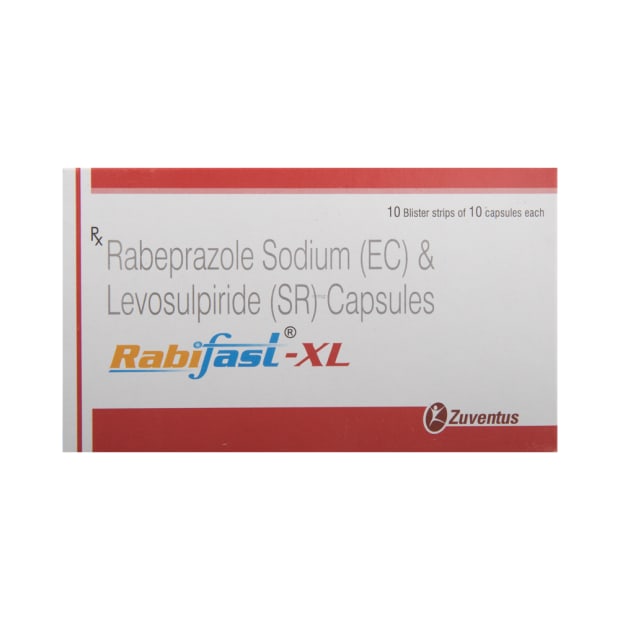 10 Blister strips of 10 capsules each
Rx
Rabeprazole Sodium (EC) &
Levosulpiride (SR) Capsules
Rabifast®-XL
Zuventus